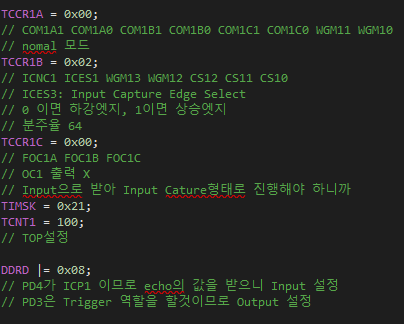 TCCR1A = 0x00;
// COM1A1 COM1A0 COM1B1 COM1B0 COM1C1 COM1C0 WGM11 WGM10
// nomal 모드
TCCR1B = 0x02;
// ICNC1 ICES1 WGM13 WGM12 CS12 CS11 CS10
// ICES3: Input Capture Edge Select
// 0 이면 하강엣지, 1이면 상승엣지
// 분주율 64
TCCR1C = 0x00;
// FOC1A FOC1B FOC1C
// OC1 출력 X
// Input으로 받아 Input Cature형태로 진행해야 하니까
TIMSK = 0x21;
TCNT1 = 100;
// TOP설정
DDRD |= 0x08;
// PD4가 ICP1 이므로 echo의 값을 받으니 Input 설정
// PD3은 Trigger 역할을 할것이므로 Output 설정